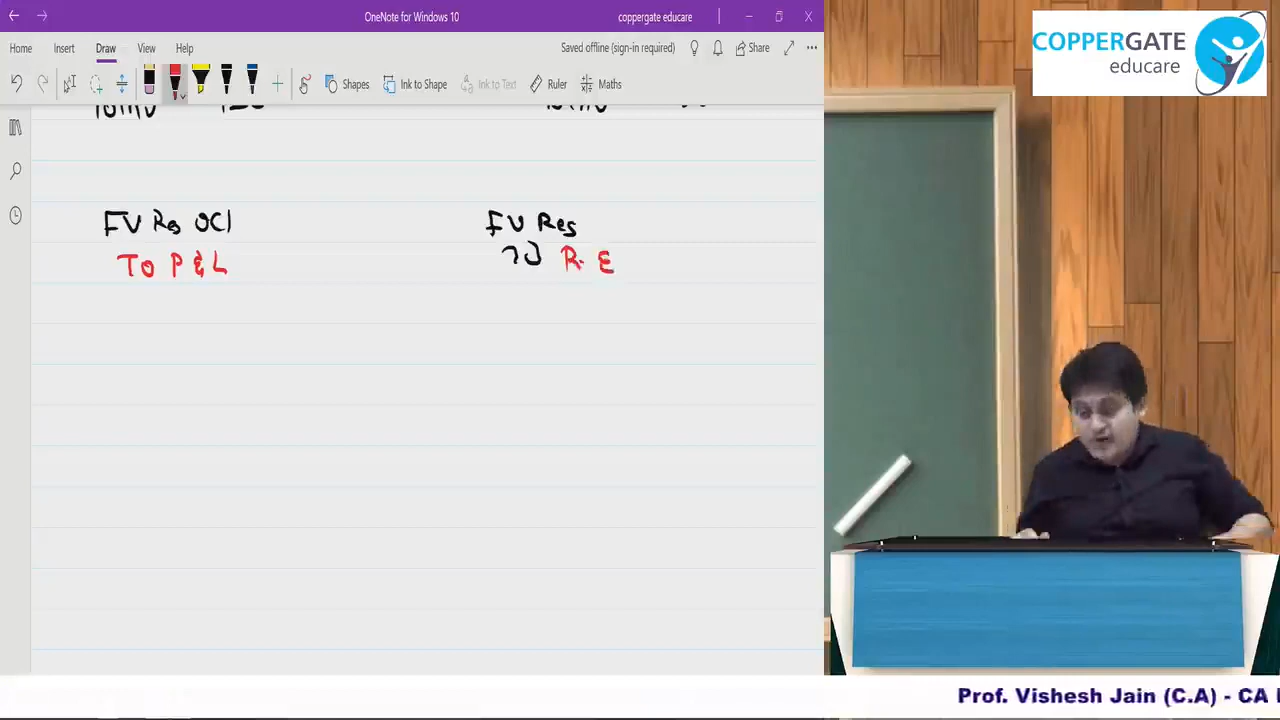 OneNote for Windows 10
coppergate educare
Home Insert Draw View Help
Saved offline (sign-in required)
Share
Shapes
Ink to Shape
Ink to Text
Ruler
Maths
COPPERGATE
educare
FV Res OCI
To P & L
FV Res
R. E
Prof. Vishesh Jain (C.A) - CA